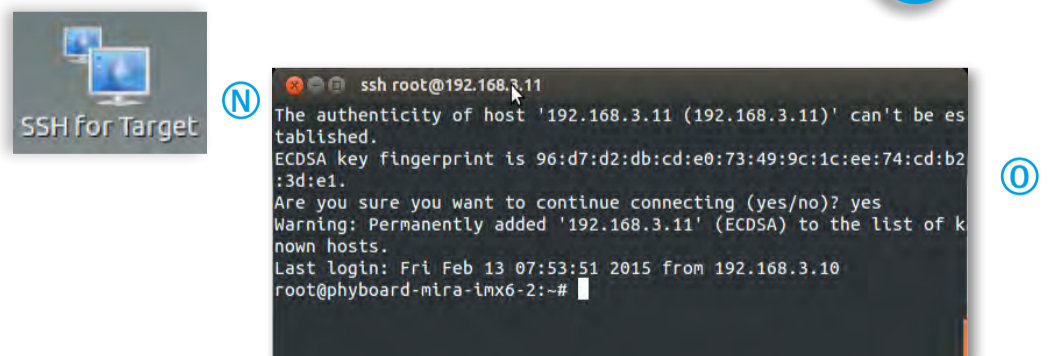 SSH for Target
N
ssh root@192.168.3.11
The authenticity of host '192.168.3.11 (192.168.3.11)' can't be es
tablished.
ECDSA key fingerprint is 96:d7:d2:db:cd:e0:73:49:9c:1c:ee:74:cd:b2
:3d:e1.
Are you sure you want to continue connecting (yes/no)? yes
Warning: Permanently added '192.168.3.11' (ECDSA) to the list of k
nown hosts.
Last login: Fri Feb 13 07:53:51 2015 from 192.168.3.10
root@phyboard-mira-imx6-2:~#
O